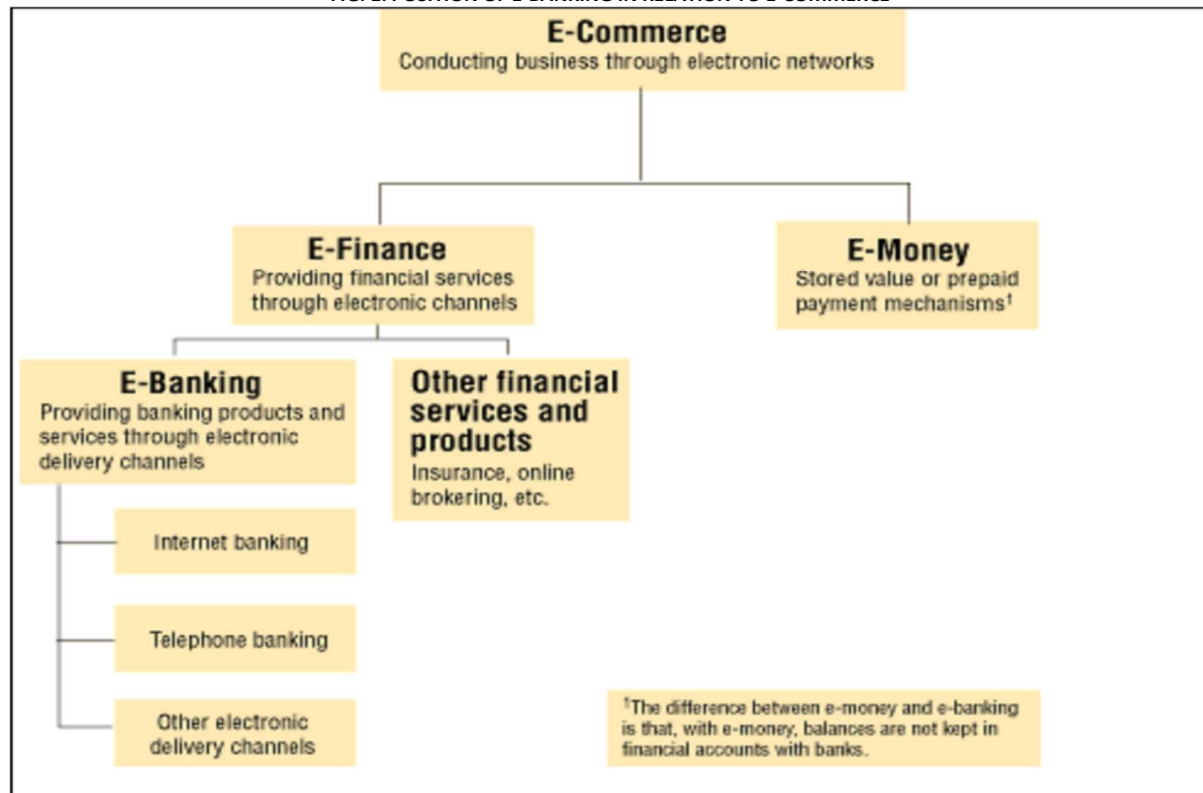 E-Commerce
Conducting business through electronic networks
E-Finance
Providing financial services
through electronic channels
E-Money
Stored value or prepaid
payment mechanisms†
E-Banking
Providing banking products and
services through electronic
delivery channels
Other financial
services and
products
Insurance, online
brokering, etc.
Internet banking
Telephone banking
Other electronic
delivery channels
†The difference between e-money and e-banking
is that, with e-money, balances are not kept in
financial accounts with banks.